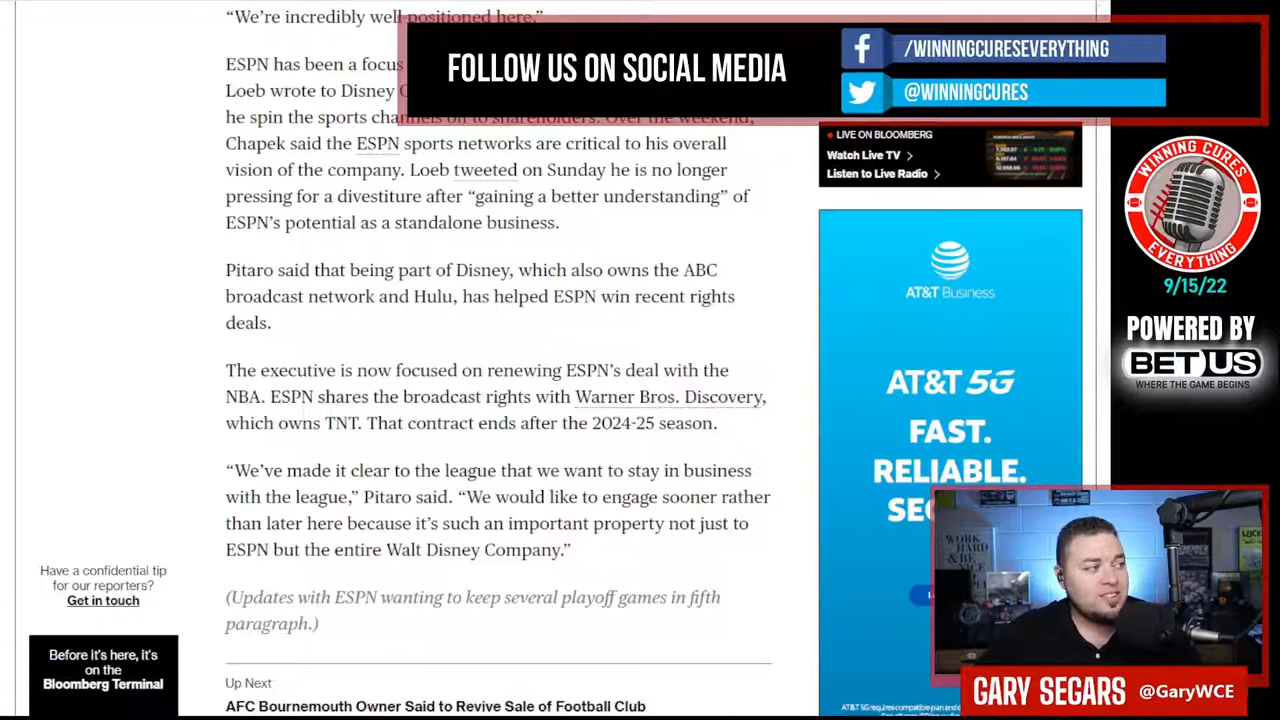 “We’re incredibly well positioned here.”
FOLLOW US ON SOCIAL MEDIA
f /WINNINGCURESEVERYTHING
@WINNINGCURES
ESPN has been a focus
Loeb wrote to Disney C
he spin the sports channels off to shareholders. Over the weekend,
Chapek said the ESPN sports networks are critical to his overall
vision of the company. Loeb tweeted on Sunday he is no longer
pressing for a divestiture after “gaining a better understanding” of
ESPN’s potential as a standalone business.
Pitaro said that being part of Disney, which also owns the ABC
broadcast network and Hulu, has helped ESPN win recent rights
deals.
The executive is now focused on renewing ESPN’s deal with the
NBA. ESPN shares the broadcast rights with Warner Bros. Discovery,
which owns TNT. That contract ends after the 2024-25 season.
“We’ve made it clear to the league that we want to stay in business
with the league,” Pitaro said. “We would like to engage sooner rather
than later here because it’s such an important property not just to
ESPN but the entire Walt Disney Company.”
(Updates with ESPN wanting to keep several playoff games in fifth
paragraph.)
Up Next
AFC Bournemouth Owner Said to Revive Sale of Football Club
Have a confidential tip
for our reporters?
Get in touch
Before it’s here, it’s
on the
Bloomberg Terminal
LIVE ON BLOOMBERG
Watch Live TV >
Listen to Live Radio >
AT&T Business
AT&T 5G
FAST.
RELIABLE.
SEC
WINNING CURES
EVERYTHING
9/15/22
POWERED BY
BETUS
WHERE THE GAME BEGINS
WORK
HARD &
BE NICE
GARY SEGARS @GaryWCE